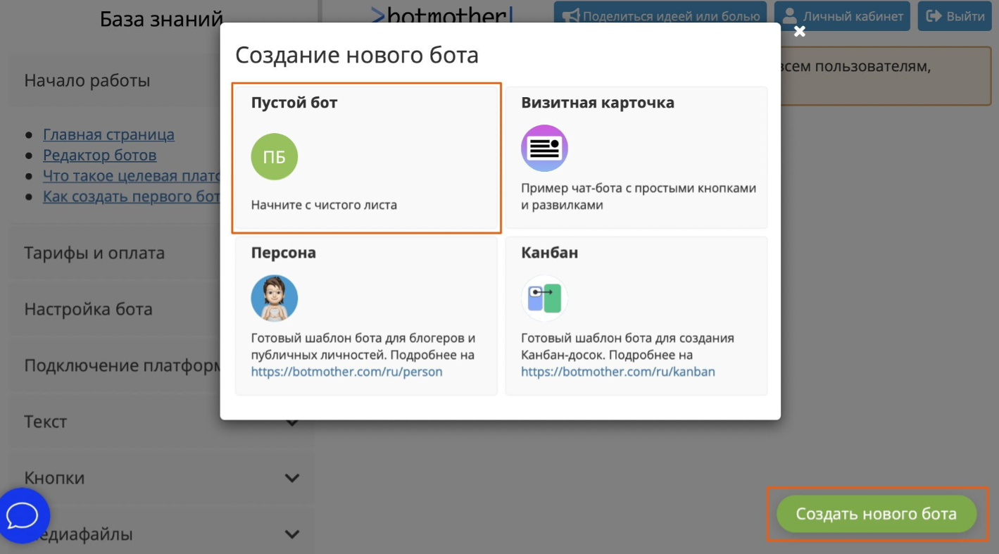 База знаний
>botmother
Поделиться идеей или болью
Личный кабинет
Выйти
всем пользователям,
Начало работы
Главная страница
Редактор ботов
Что такое целевая
Как создать первого
Тарифы и оплата
Настройка бота
Подключение
Текст
Кнопки
Создание нового бота
Пустой бот
ПБ
Начните с чистого листа
Визитная карточка
Пример чат-бота с простыми кнопками
и развилками
Персона
Готовый шаблон бота для блогеров и
публичных личностей. Подробнее на
https://botmother.com/ru/person
Канбан
Готовый шаблон бота для создания
Канбан-досок. Подробнее на
https://botmother.com/ru/kanban
Создать нового бота